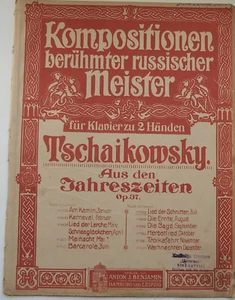 Kompositionen
berühmter russischer
Meister
für Klavier zu 2 Händen
Tschaikowsky,
Aus den
Jahreszeiten
Op. 37.
Am Kamin, Januar
Karneval, Februar
Lied der Lerche, März
Schneeglöckchen, April
Mainacht, Mai
Barcarole, Juni
Lied der Schnitter, Juli
Die Ernte, August
Die Jagd, September
Herbstlied, Oktober
Troikafahrt, November
Weihnachten, Dezember
ANTON J. BENJAMIN